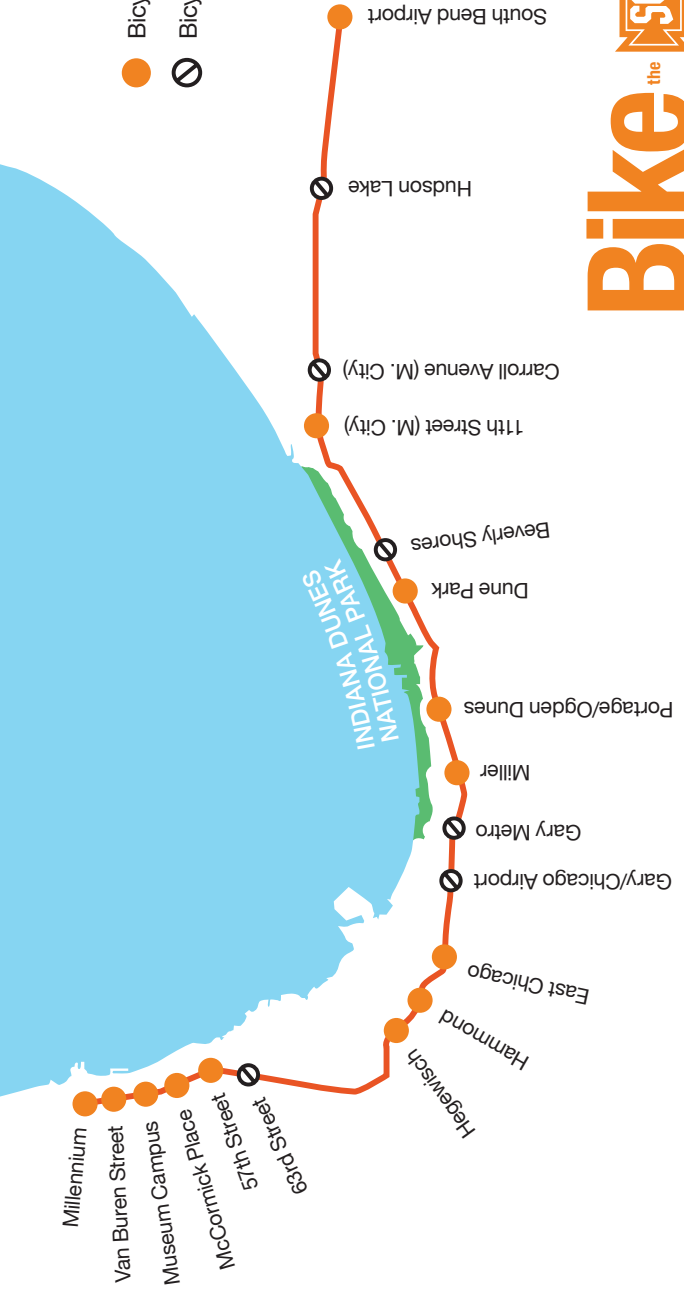 Bicy
Bicy
South Bend Airport
Hudson Lake
Carroll Avenue (M. City)
11th Street (M. City)
Beverly Shores
Dune Park
Portage/Ogden Dunes
Miller
Gary Metro
Gary/Chicago Airport
East Chicago
Hammond
Hegewisch
63rd Street
57th Street
McCormick Place
Museum Campus
Van Buren Street
Millennium
INDIANA DUNES
NATIONAL PARK
Bike the